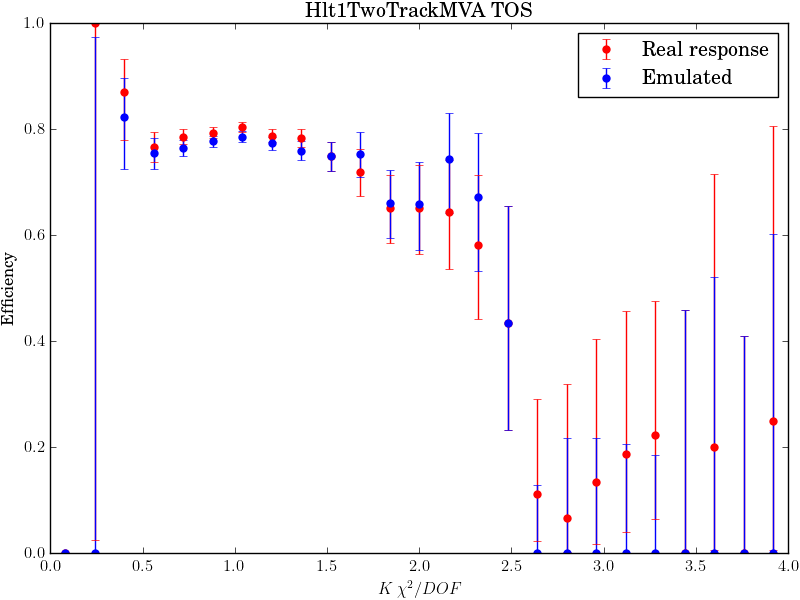 Hlt1TwoTrackMVA TOS
Real response
Emulated
Efficiency
1.0
0.8
0.6
0.4
0.2
0.0
0.0 0.5 1.0 1.5 2.0 2.5 3.0 3.5 4.0
K χ²/DOF